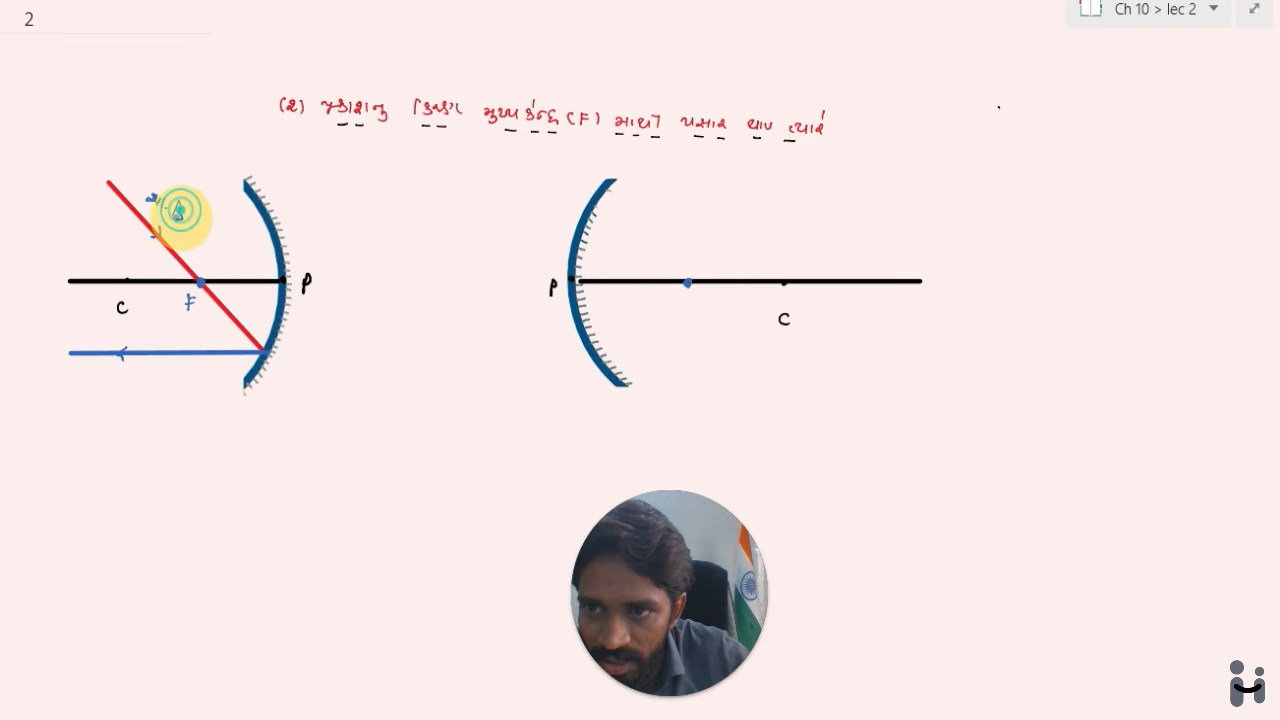 2
Ch 10 > lec 2
(2) પ્રકાશનું કિરણ મુખ્યકેન્દ્ર (F) માંથી પસાર થાય ત્યારે
P
C
F
P
C